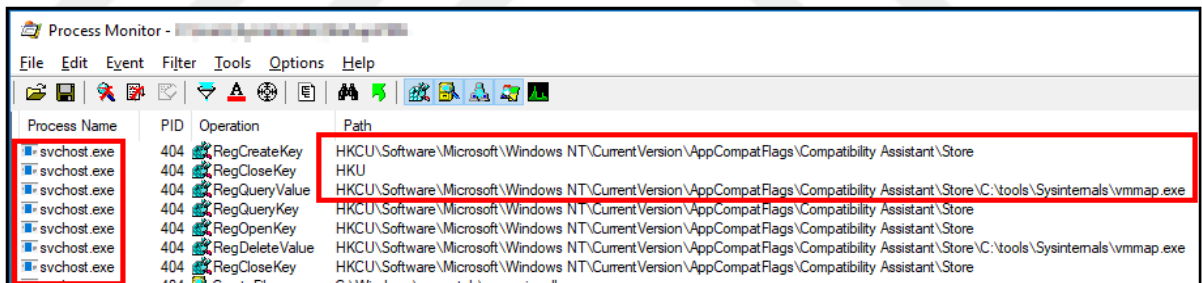 Process Monitor -
File Edit Event Filter Tools Options Help
Process Name PID Operation Path
svchost.exe 404 RegCreateKey HKCU\Software\Microsoft\Windows NT\CurrentVersion\AppCompatFlags\Compatibility Assistant\Store
svchost.exe 404 RegCloseKey HKU
svchost.exe 404 RegQueryValue HKCU\Software\Microsoft\Windows NT\CurrentVersion\AppCompatFlags\Compatibility Assistant\Store\C:\tools\Sysinternals\vmmap.exe
svchost.exe 404 RegQueryKey HKCU\Software\Microsoft\Windows NT\CurrentVersion\AppCompatFlags\Compatibility Assistant\Store
svchost.exe 404 RegOpenKey HKCU\Software\Microsoft\Windows NT\CurrentVersion\AppCompatFlags\Compatibility Assistant\Store
svchost.exe 404 RegDeleteValue HKCU\Software\Microsoft\Windows NT\CurrentVersion\AppCompatFlags\Compatibility Assistant\Store\C:\tools\Sysinternals\vmmap.exe
svchost.exe 404 RegCloseKey HKCU\Software\Microsoft\Windows NT\CurrentVersion\AppCompatFlags\Compatibility Assistant\Store